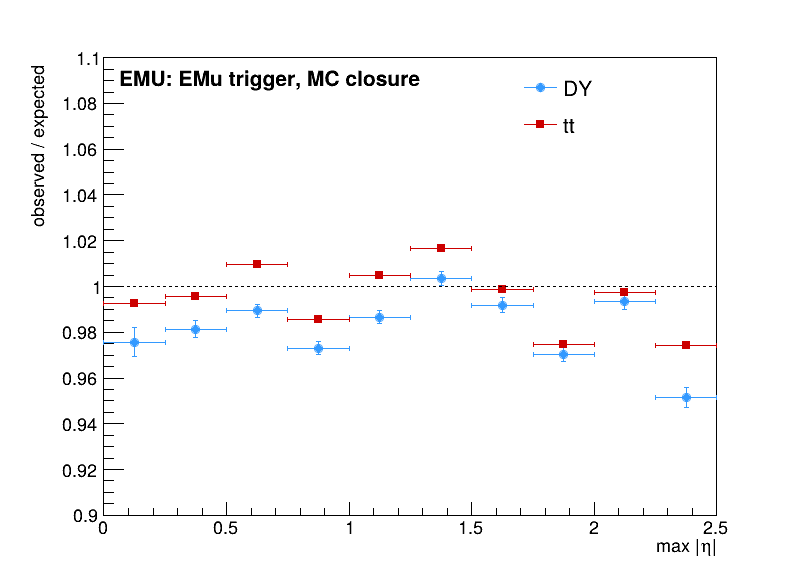 EMU: EMu trigger, MC closure
DY
tt
observed / expected
1.1
1.08
1.06
1.04
1.02
1
0.98
0.96
0.94
0.92
0.9
0 0.5 1 1.5 2 2.5
max |η|